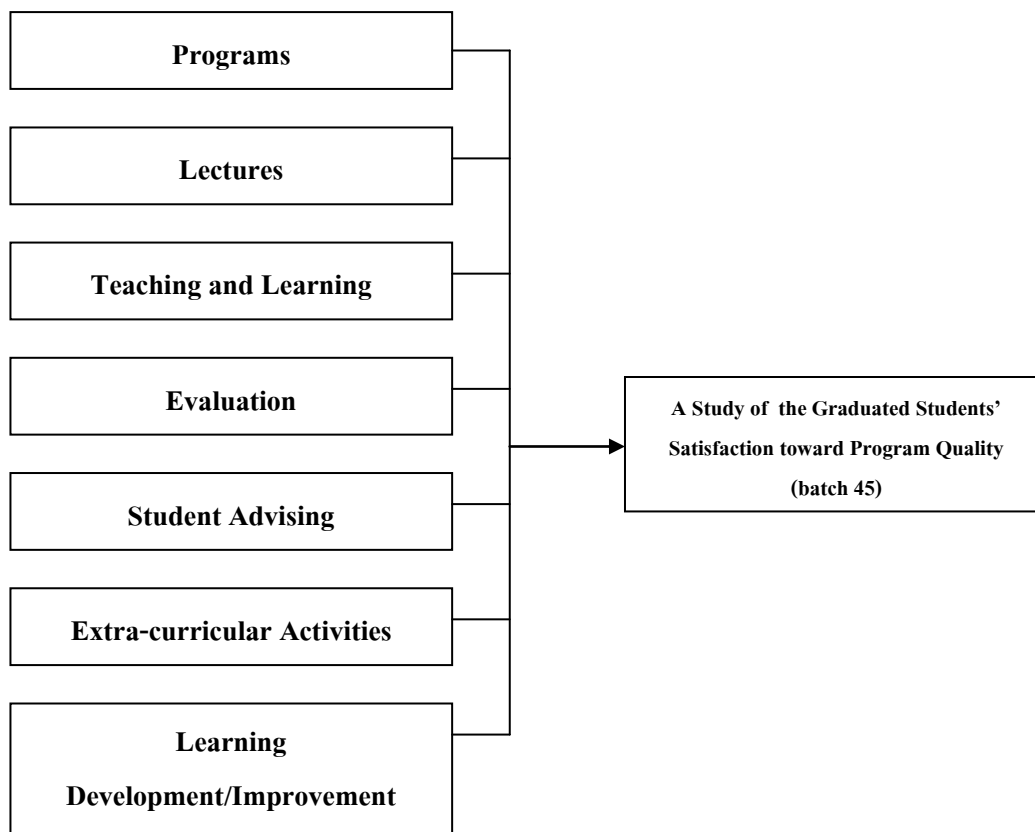 Programs
Lectures
Teaching and Learning
Evaluation
Student Advising
Extra-curricular Activities
Learning
Development/Improvement
A Study of the Graduated Students’
Satisfaction toward Program Quality
(batch 45)